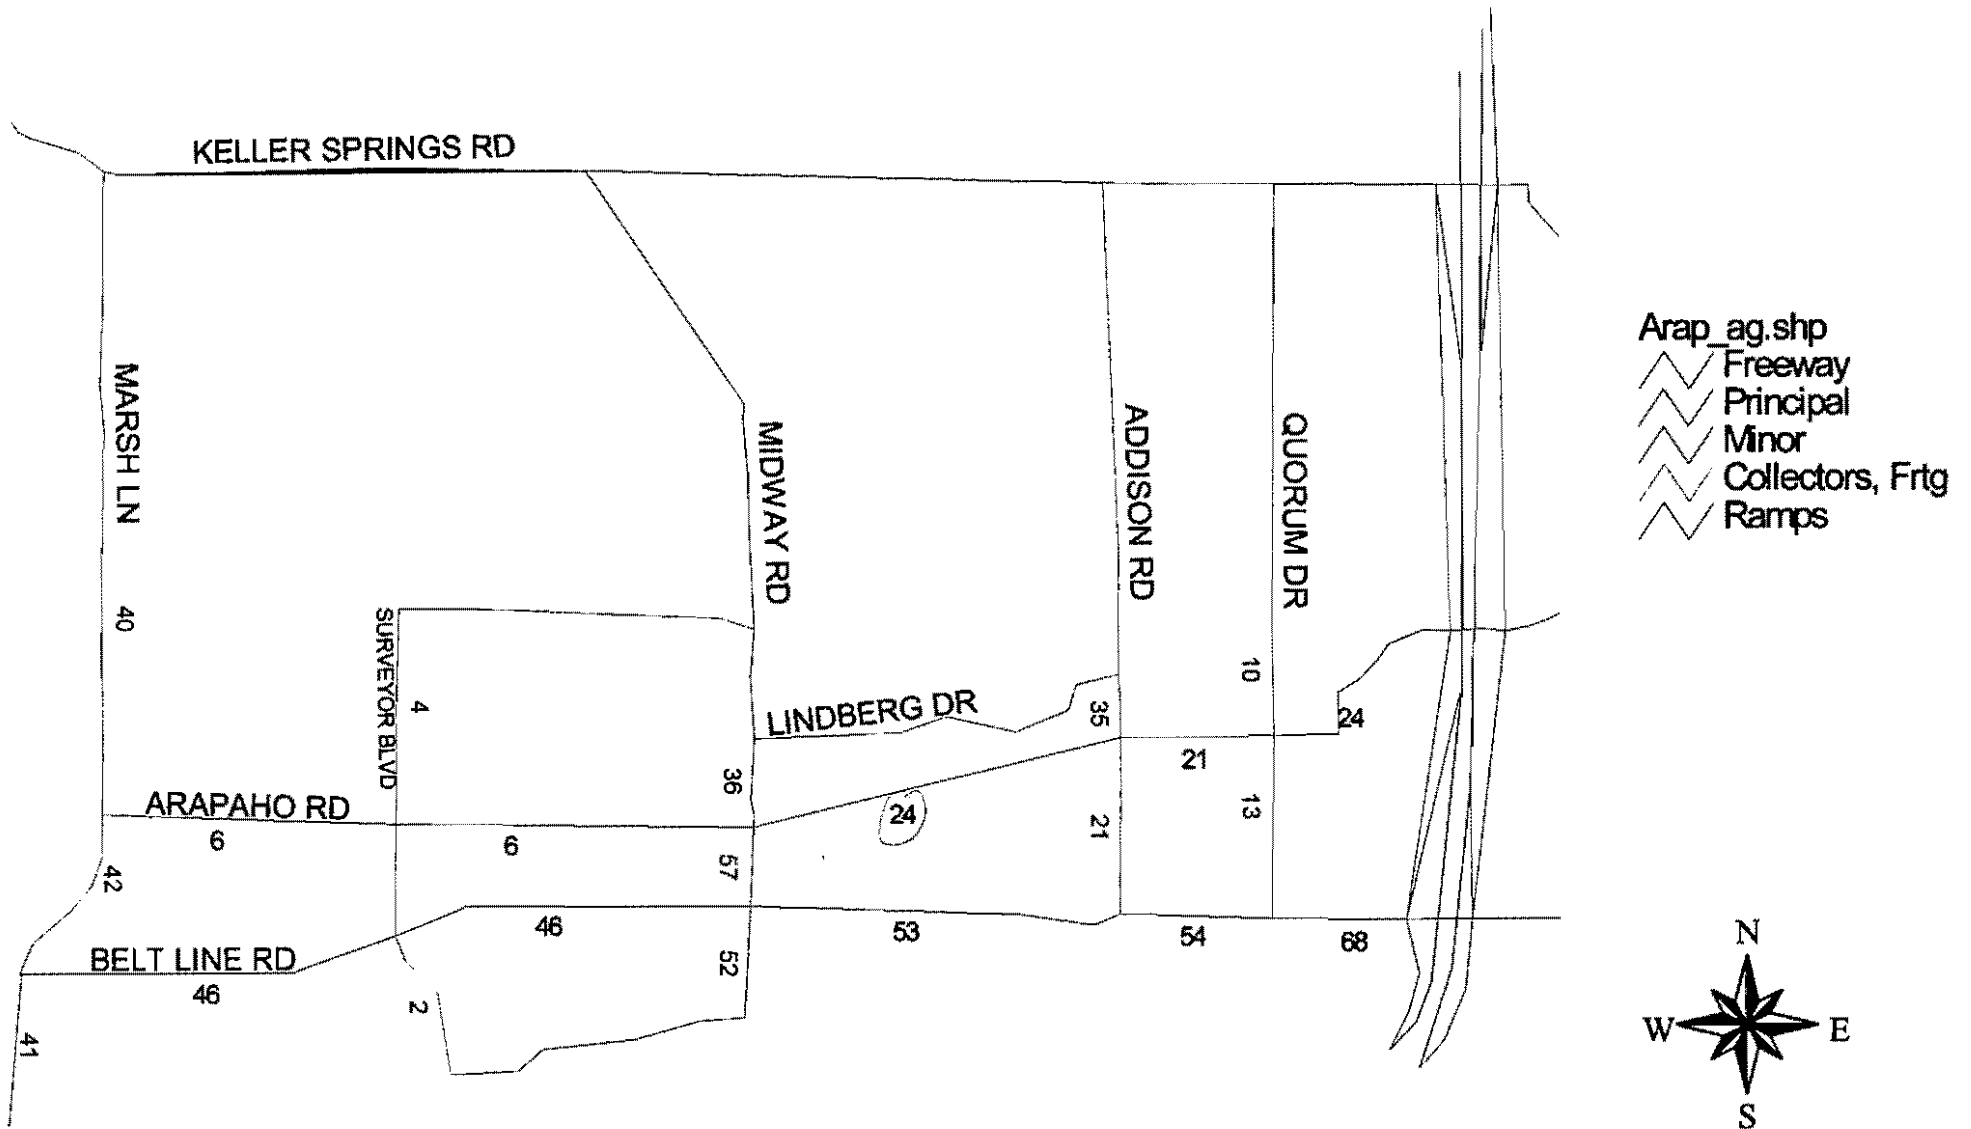 KELLER SPRINGS RD
MARSH LN
40
42
41
SURVEYOR BLVD
4
2
MIDWAY RD
36
57
52
LINDBERG DR
ADDISON RD
35
21
QUORUM DR
10
13
24
ARAPAHO RD
6
6
24
21
BELT LINE RD
46
46
53
54
68
Arap_ag.shp
Freeway
Principal
Minor
Collectors, Frtg
Ramps
N
W
E
S